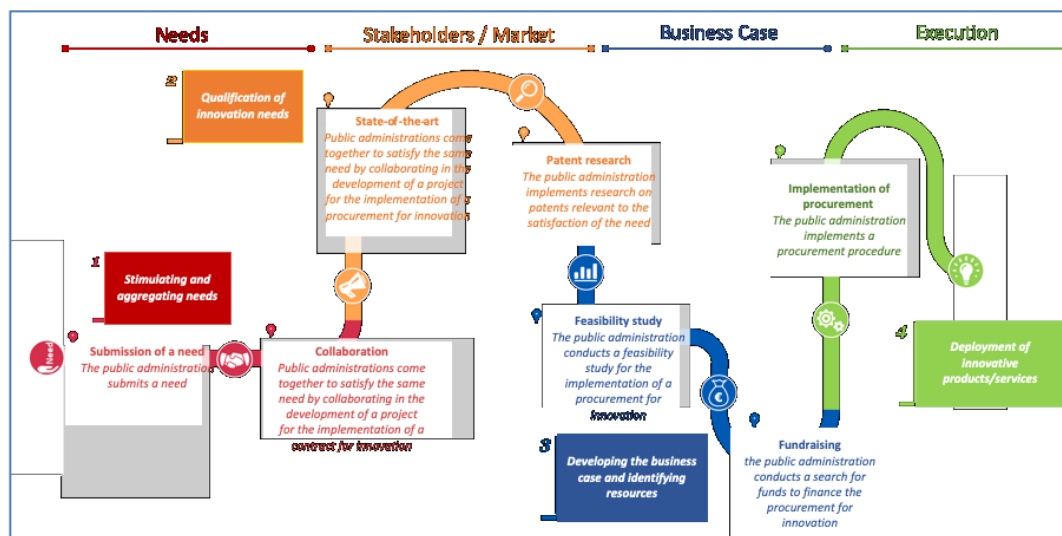 Needs
Stakeholders / Market
Business Case
Execution
2
Qualification of
innovation needs
1
Stimulating and
aggregating needs
Need
Submission of a need
The public administration
submits a need
Collaboration
Public administrations come
together to satisfy the same
need by collaborating in the
development of a project
for the implementation of a
contract for innovation
State-of-the-art
Public administrations come
together to satisfy the same
need by collaborating in the
development of a project
for the implementation of a
procurement for innovation
Patent research
The public administration
implements research on
patents relevant to the
satisfaction of the need
Feasibility study
The public administration
conducts a feasibility
study for the
implementation of a
procurement for
innovation
3
Developing the business
case and identifying
resources
€
Fundraising
the public administration
conducts a search for
funds to finance the
procurement for
innovation
Implementation of
procurement
The public administration
implements a
procurement procedure
4
Deployment of
innovative
products/services